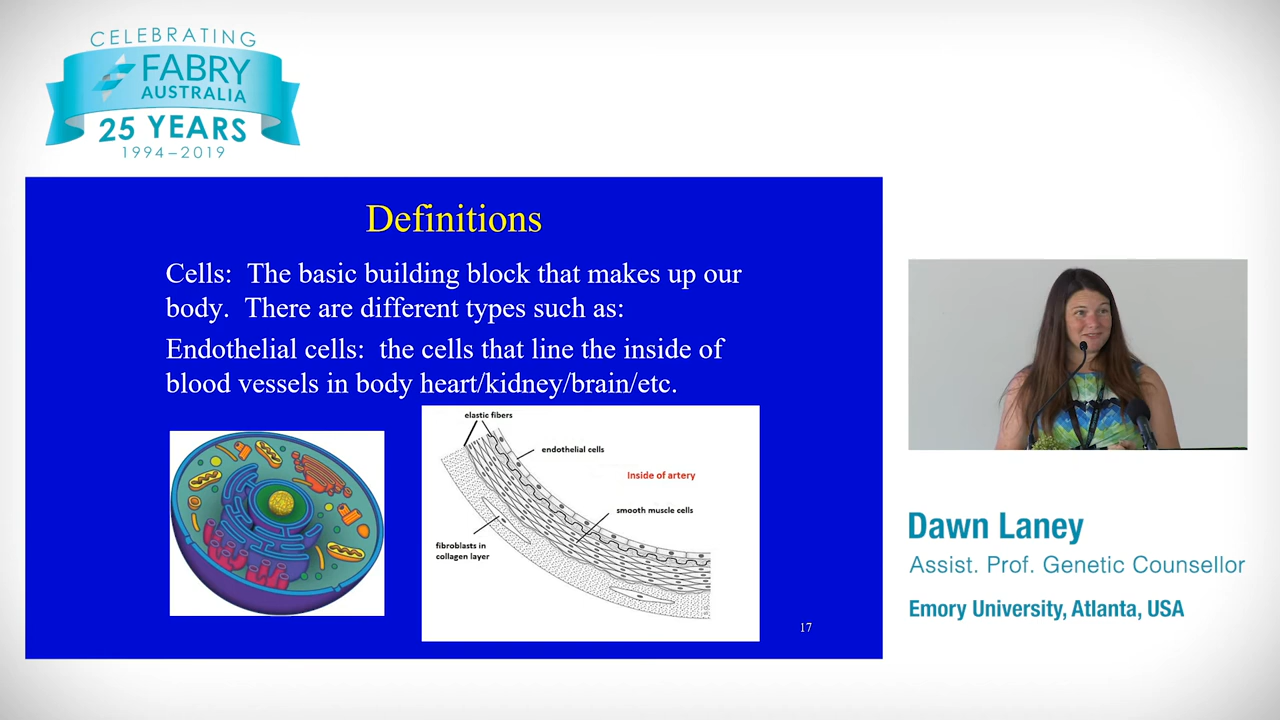 CELEBRATING
FABRY
AUSTRALIA
25 YEARS
1994–2019
Definitions
Cells: The basic building block that makes up our
body. There are different types such as:
Endothelial cells: the cells that line the inside of
blood vessels in body heart/kidney/brain/etc.
elastic fibers
endothelial cells
Inside of artery
smooth muscle cells
fibroblasts in
collagen layer
17
Dawn Laney
Assist. Prof. Genetic Counsellor
Emory University, Atlanta, USA